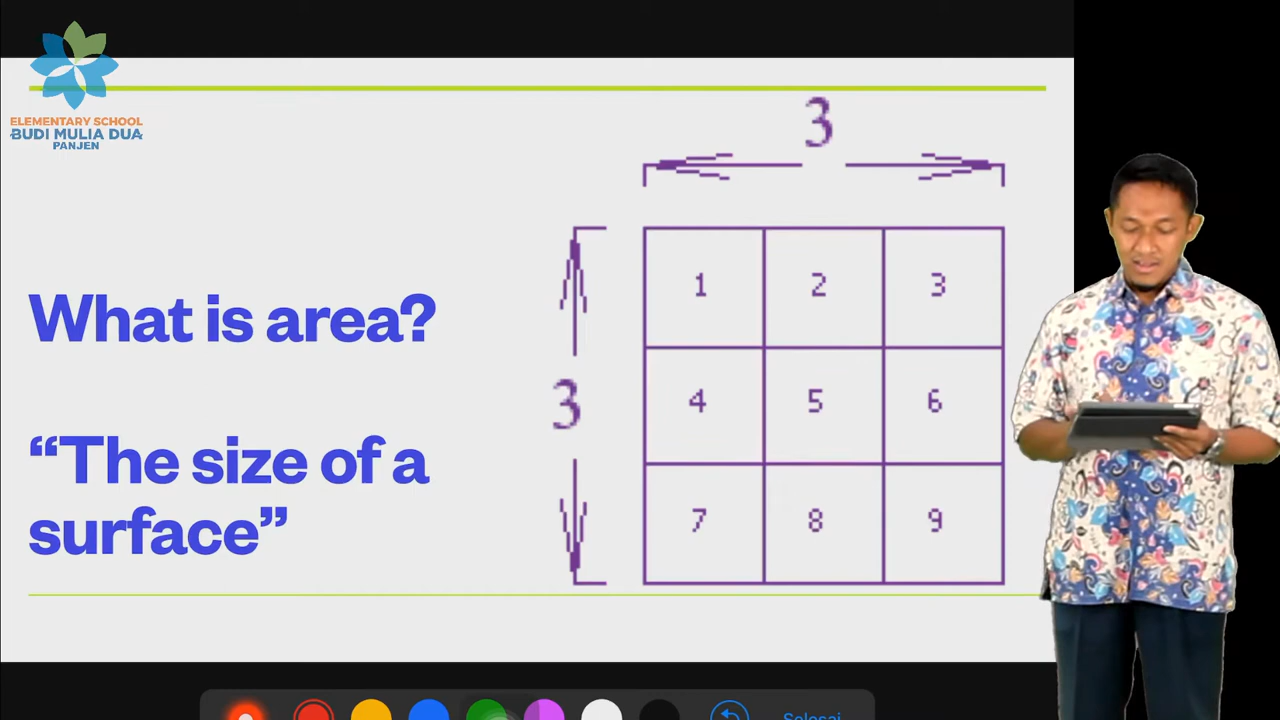 ELEMENTARY SCHOOL
BUDI MULIA DUA
PANJEN
What is area?
“The size of a
surface”
3
3
1 2 3
4 5 6
7 8 9
Selesai